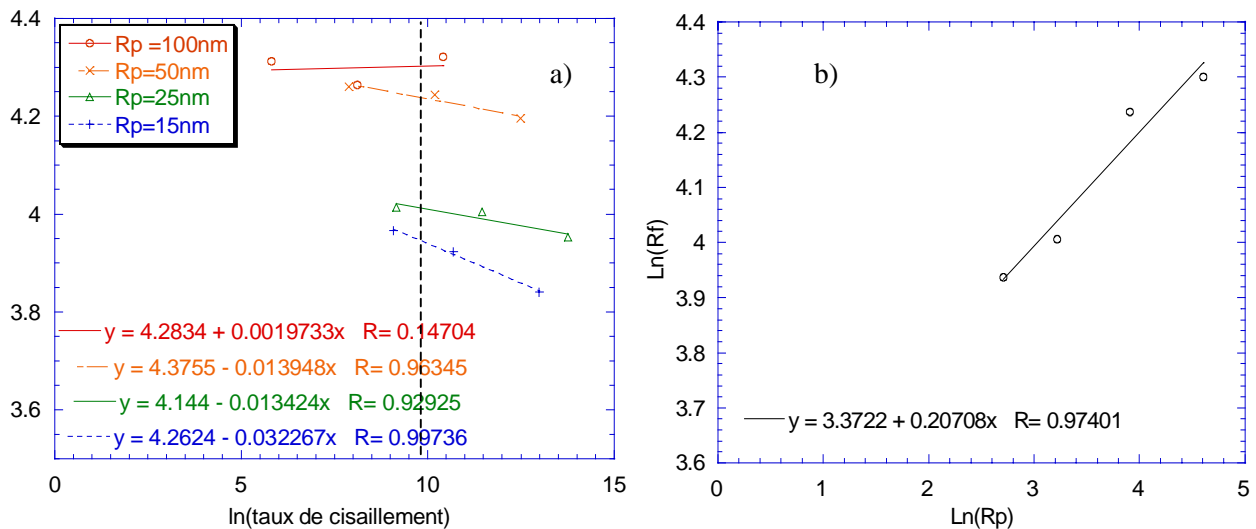 Rp =100nm
Rp=50nm
Rp=25nm
Rp=15nm
a)
4.4
4.2
4
3.8
3.6
y = 4.2834 + 0.0019733x R= 0.14704
y = 4.3755 - 0.013948x R= 0.96345
y = 4.144 - 0.013424x R= 0.92925
y = 4.2624 - 0.032267x R= 0.99736
0 5 10 15
ln(taux de cisaillement)
b)
4.4
4.3
4.2
4.1
4
3.9
3.8
3.7
3.6
Ln(Rf)
y = 3.3722 + 0.20708x R= 0.97401
0 1 2 3 4 5
Ln(Rp)